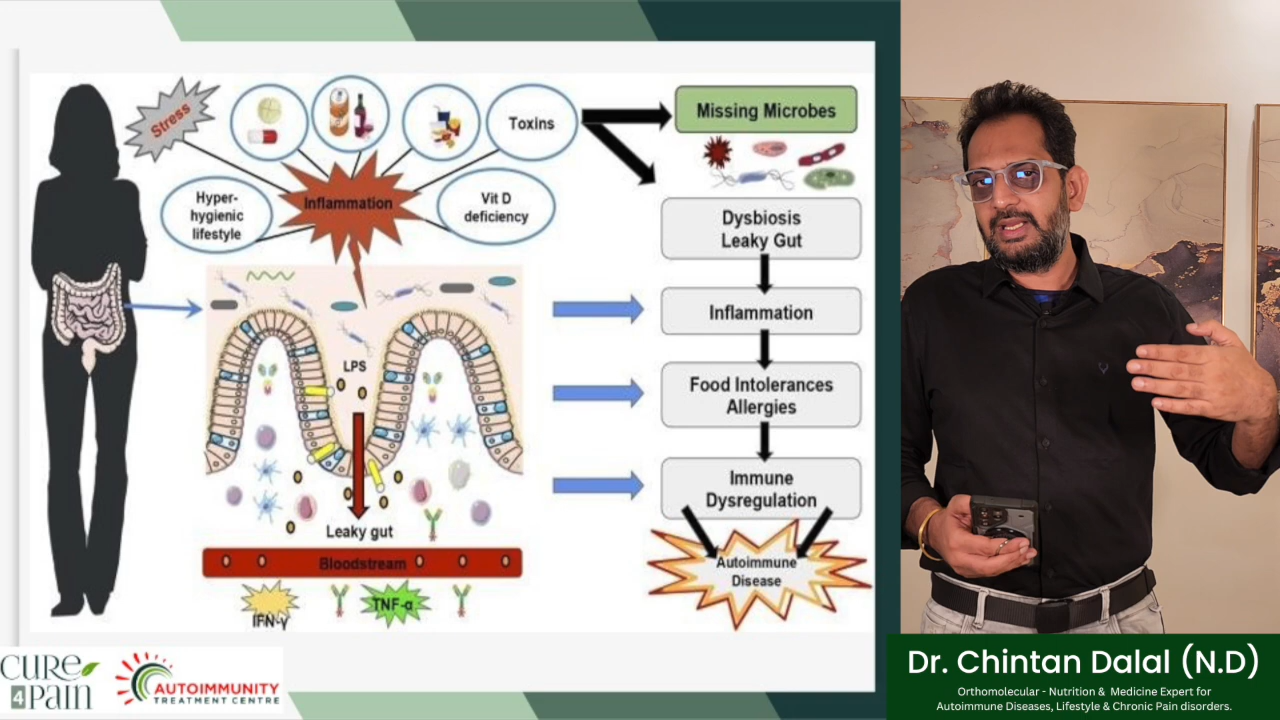 Stress
Toxins
Hyper-
hygienic
lifestyle
Inflammation
Vit D
deficiency
LPS
Leaky gut
Bloodstream
IFN-γ
TNF-α
Missing Microbes
Dysbiosis
Leaky Gut
Inflammation
Food Intolerances
Allergies
Immune
Dysregulation
Autoimmune
Disease
CURE
4 PAIN
AUTOIMMUNITY
TREATMENT CENTRE
Dr. Chintan Dalal (N.D)
Orthomolecular - Nutrition & Medicine Expert for
Autoimmune Diseases, Lifestyle & Chronic Pain disorders.